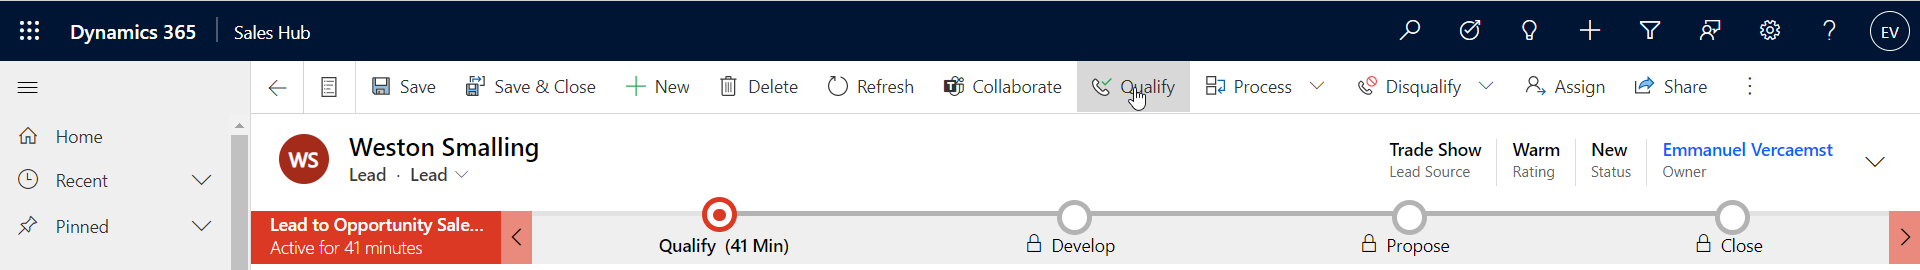 Dynamics 365 Sales Hub EV
Save Save & Close New Delete Refresh Collaborate Qualify Process Disqualify Assign Share
Home
Recent
Pinned
WS
Weston Smalling
Lead · Lead
Trade Show
Lead Source
Warm
Rating
New
Status
Emmanuel Vercaemst
Owner
Lead to Opportunity Sale...
Active for 41 minutes
Qualify (41 Min)
Develop
Propose
Close